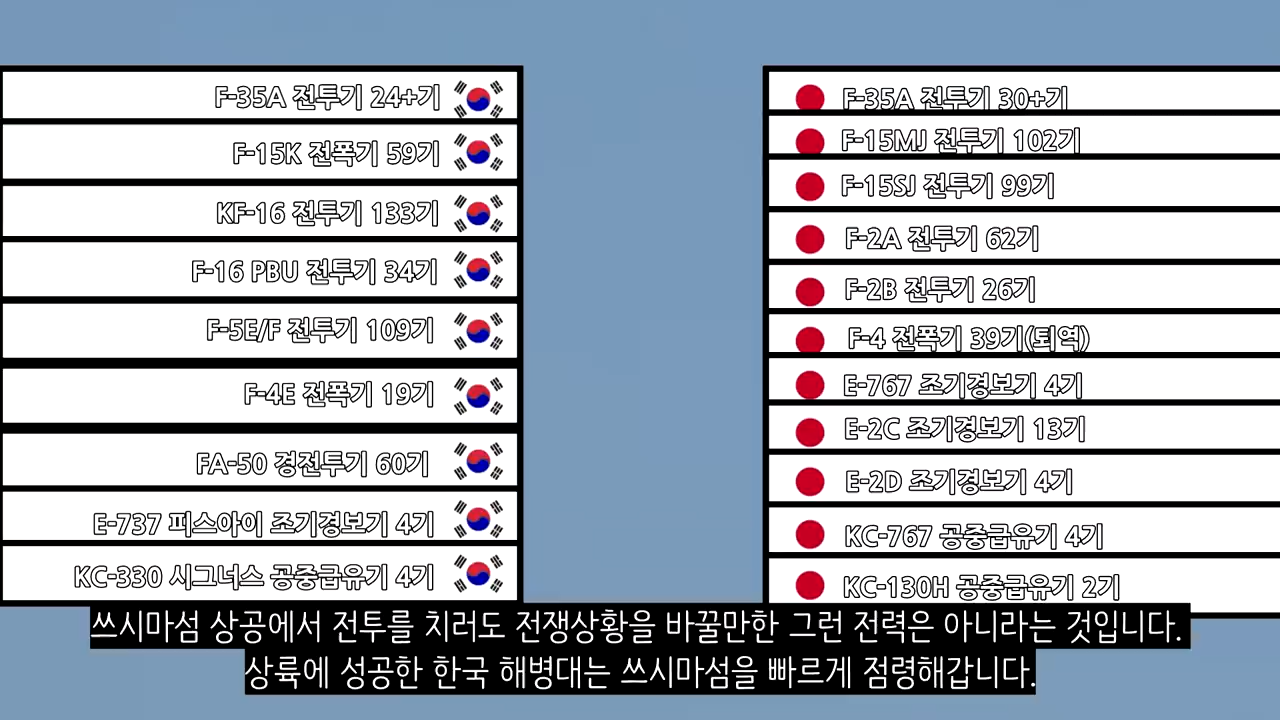 F-35A 전투기 24+기
F-15K 전폭기 59기
KF-16 전투기 133기
F-16 PBU 전투기 34기
F-5E/F 전투기 109기
F-4E 전폭기 19기
FA-50 경전투기 60기
E-737 피스아이 조기경보기 4기
KC-330 시그너스 공중급유기 4기
F-35A 전투기 30+기
F-15MJ 전투기 102기
F-15SJ 전투기 99기
F-2A 전투기 62기
F-2B 전투기 26기
F-4 전폭기 39기(퇴역)
E-767 조기경보기 4기
E-2C 조기경보기 13기
E-2D 조기경보기 4기
KC-767 공중급유기 4기
KC-130H 공중급유기 2기
쓰시마섬 상공에서 전투를 치러도 전쟁상황을 바꿀만한 그런 전력은 아니라는 것입니다.
상륙에 성공한 한국 해병대는 쓰시마섬을 빠르게 점령해갑니다.